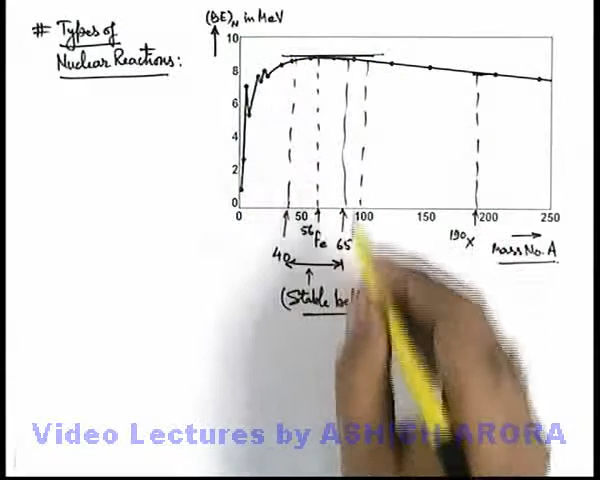 # Types of
Nuclear Reactions:
(BE)N in MeV
10
8
6
4
2
0
0 50 100 150 200 250
40 56Fe 65 190X Mass No. A
(Stable bel
Video Lectures by ASHISH ARORA